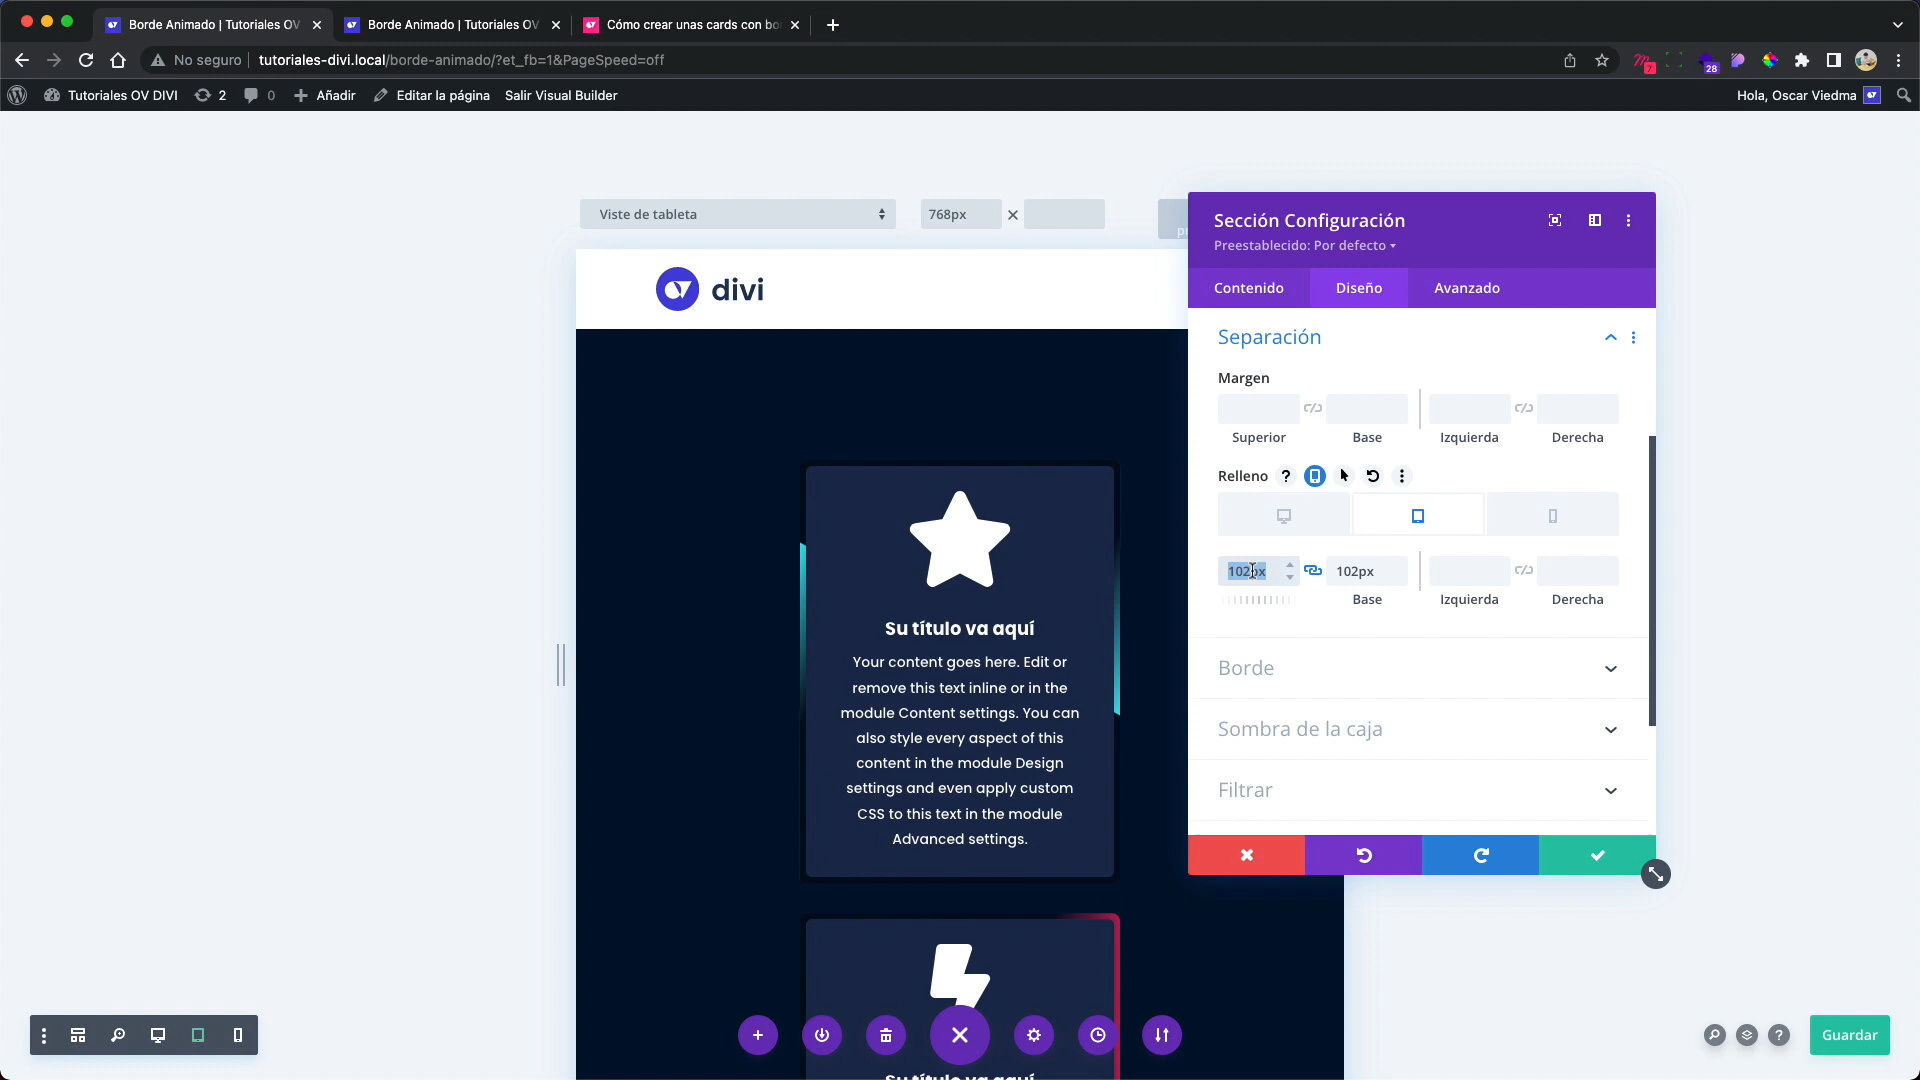 Borde Animado | Tutoriales OV
Borde Animado | Tutoriales OV
Cómo crear unas cards con bo
No seguro
tutoriales-divi.local/borde-animado/?et_fb=1&PageSpeed=off
7
28
Tutoriales OV DIVI
2
0
Añadir
Editar la página
Salir Visual Builder
Hola, Oscar Viedma
Viste de tableta
768px
divi
Sección Configuración
Preestablecido: Por defecto
Contenido
Diseño
Avanzado
Separación
Margen
Superior
Base
Izquierda
Derecha
Relleno
?
102px
102px
Base
Izquierda
Derecha
Borde
Sombra de la caja
Filtrar
Su título va aquí
Your content goes here. Edit or
remove this text inline or in the
module Content settings. You can
also style every aspect of this
content in the module Design
settings and even apply custom
CSS to this text in the module
Advanced settings.
?
Guardar